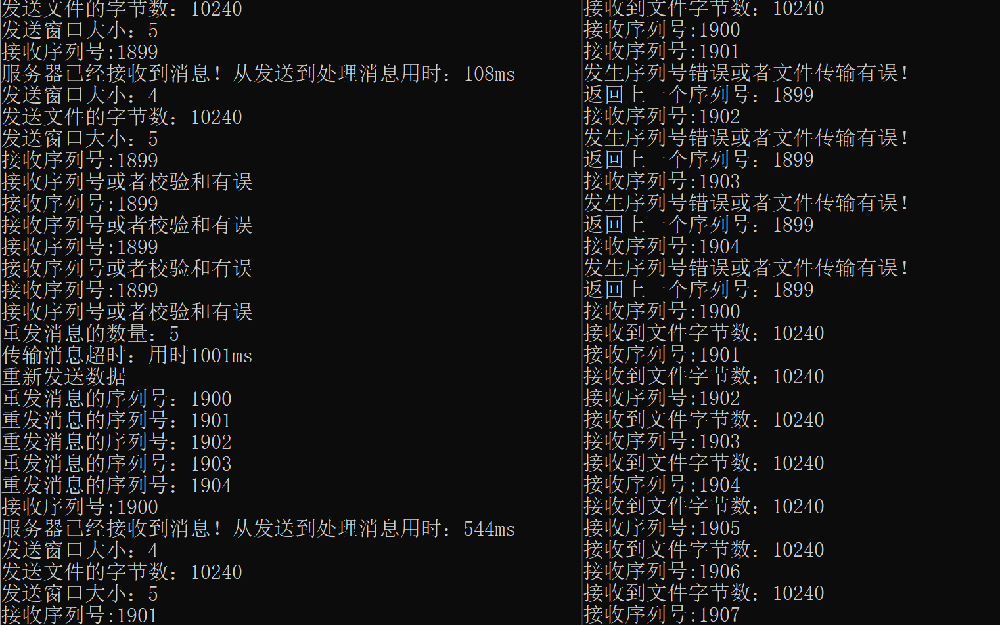 发送文件的字节数：10240
发送窗口大小：5
接收序列号:1899
服务器已经接收到消息！从发送到处理消息用时：108ms
发送窗口大小：4
发送文件的字节数：10240
发送窗口大小：5
接收序列号:1899
接收序列号或者校验和有误
接收序列号:1899
接收序列号或者校验和有误
接收序列号:1899
接收序列号或者校验和有误
接收序列号:1899
接收序列号或者校验和有误
重发消息的数量：5
传输消息超时：用时1001ms
重新发送数据
重发消息的序列号：1900
重发消息的序列号：1901
重发消息的序列号：1902
重发消息的序列号：1903
重发消息的序列号：1904
接收序列号:1900
服务器已经接收到消息！从发送到处理消息用时：544ms
发送窗口大小：4
发送文件的字节数：10240
发送窗口大小：5
接收序列号:1901
接收到文件字节数：10240
接收序列号:1900
接收序列号:1901
发生序列号错误或者文件传输有误！
返回上一个序列号：1899
接收序列号:1902
发生序列号错误或者文件传输有误！
返回上一个序列号：1899
接收序列号:1903
发生序列号错误或者文件传输有误！
返回上一个序列号：1899
接收序列号:1904
发生序列号错误或者文件传输有误！
返回上一个序列号：1899
接收序列号:1900
接收到文件字节数：10240
接收序列号:1901
接收到文件字节数：10240
接收序列号:1902
接收到文件字节数：10240
接收序列号:1903
接收到文件字节数：10240
接收序列号:1904
接收到文件字节数：10240
接收序列号:1905
接收到文件字节数：10240
接收序列号:1906
接收到文件字节数：10240
接收序列号:1907